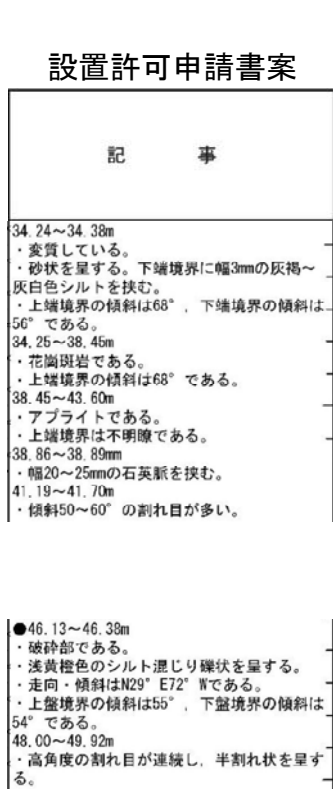 設置許可申請書案
記　　事
34.24～34.38m
・変質している。
・砂状を呈する。下端境界に幅3mmの灰褐～
灰白色シルトを挟む。
・上端境界の傾斜は68°，下端境界の傾斜は
56°である。
34.25～38.45m
・花崗斑岩である。
・上端境界の傾斜は68°である。
38.45～43.60m
・アプライトである。
・上端境界は不明瞭である。
38.86～38.89mm
・幅20～25mmの石英脈を挟む。
41.19～41.70m
・傾斜50～60°の割れ目が多い。
●46.13～46.38m
・破砕部である。
・浅黄橙色のシルト混じり礫状を呈する。
・走向・傾斜はN29°E72°Wである。
・上盤境界の傾斜は55°，下盤境界の傾斜は
54°である。
48.00～49.92m
・高角度の割れ目が連続し，半割れ状を呈す
る。